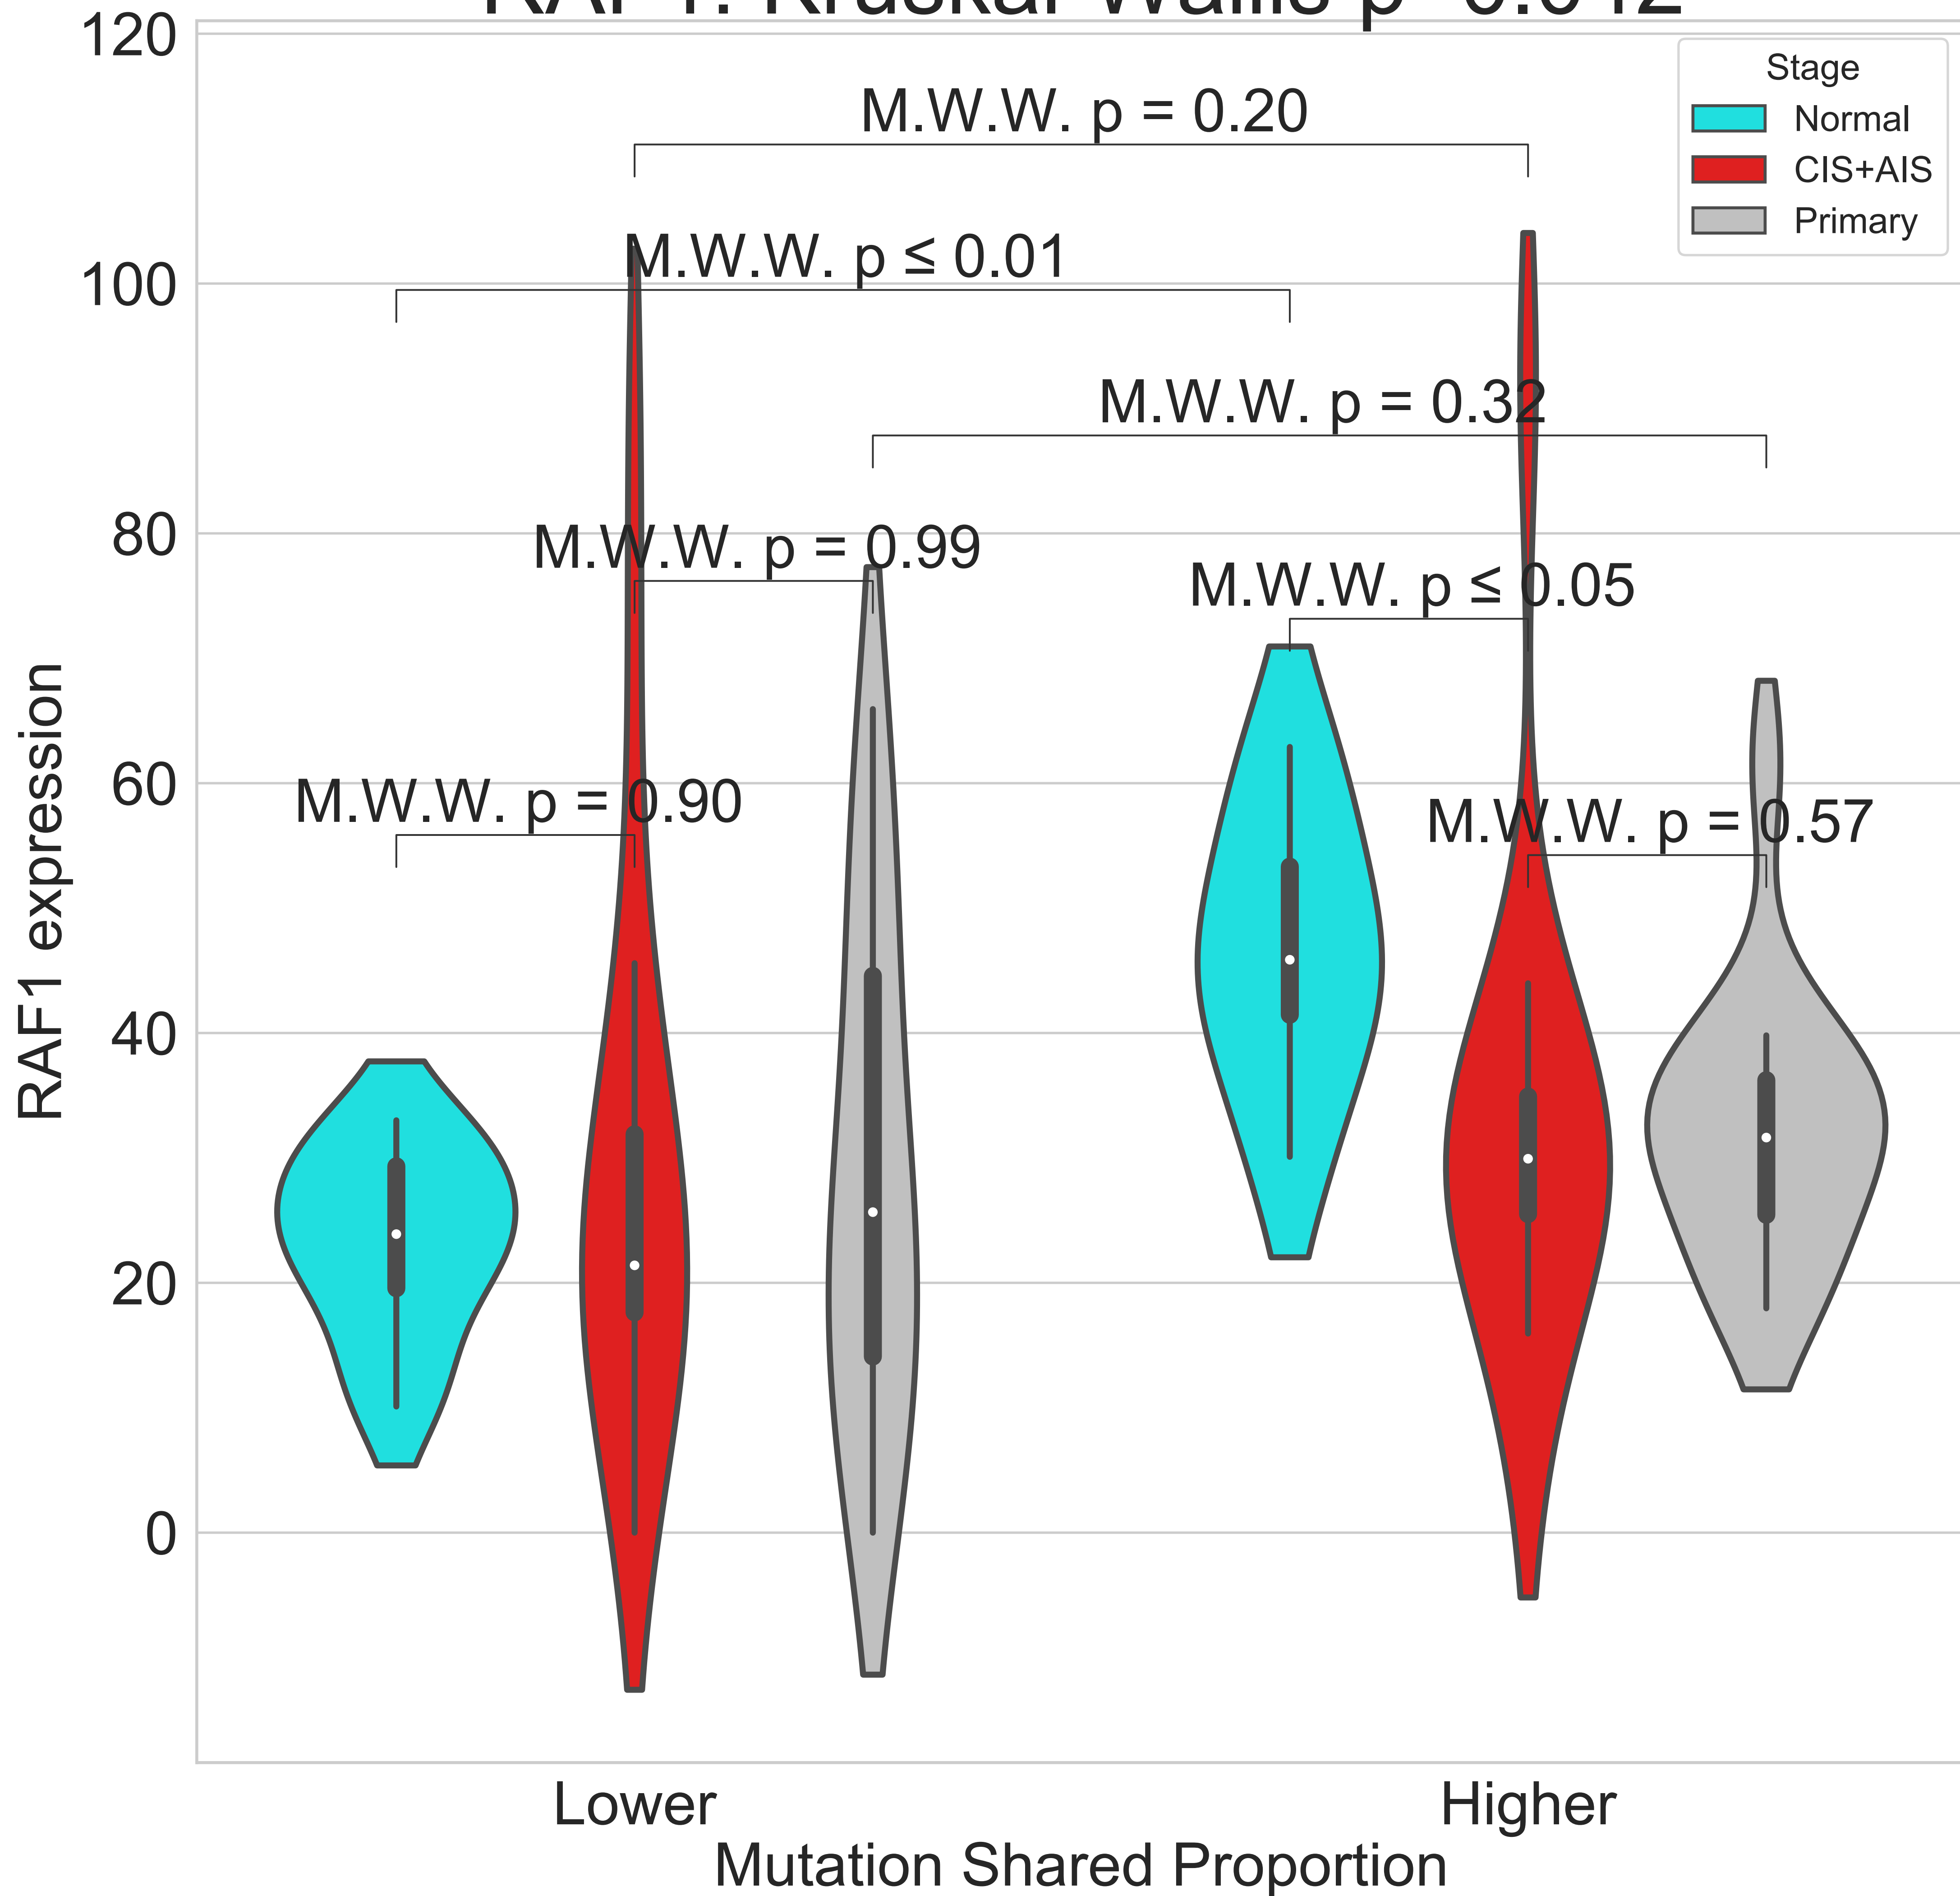 120
Stage
Normal
CIS+AIS
Primary
M.W.W. p = 0.20
M.W.W. p ≤ 0.01
100
M.W.W. p = 0.32
80
M.W.W. p = 0.99
M.W.W. p ≤ 0.05
60
M.W.W. p = 0.90
M.W.W. p = 0.57
RAF1 expression
40
20
0
Lower
Higher
Mutation Shared Proportion